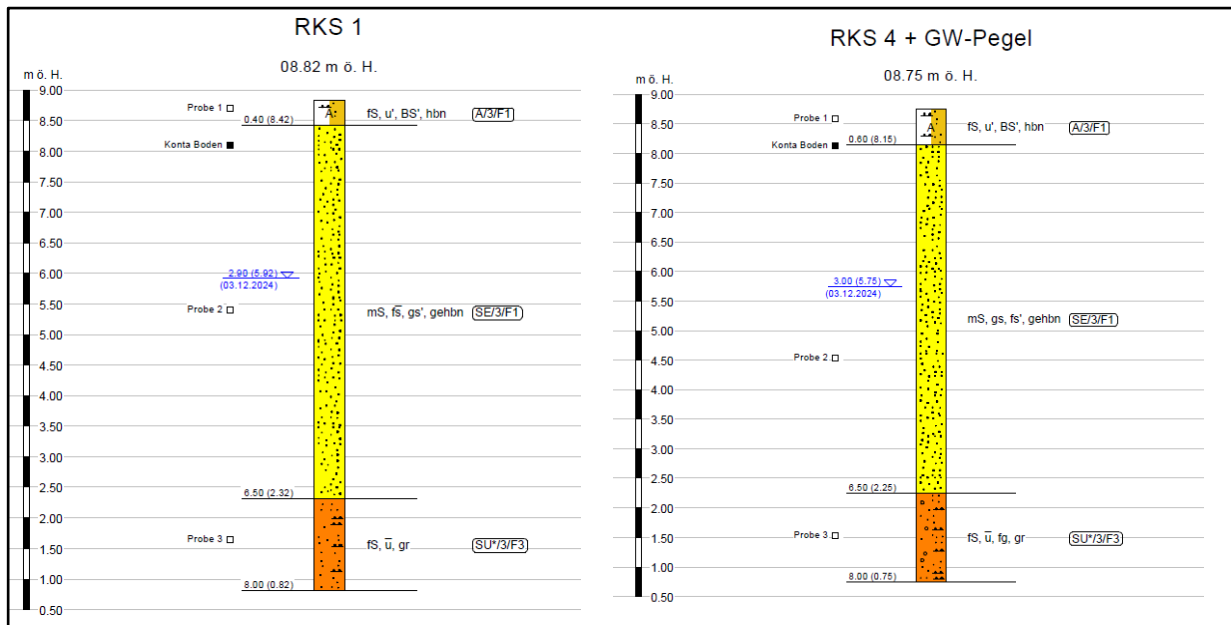 RKS 1
08.82 m ö. H.
m ö. H.
9.00
8.50
8.00
7.50
7.00
6.50
6.00
5.50
5.00
4.50
4.00
3.50
3.00
2.50
2.00
1.50
1.00
0.50
Probe 1
0.40 (8.42)
Konta Boden
2.90 (5.92)
(03.12.2024)
Probe 2
6.50 (2.32)
Probe 3
8.00 (0.82)
A
fS, u', BS', hbn A/3/F1
mS, f̅s̅, gs', gehbn SE/3/F1
fS, u̅, gr SU*/3/F3
RKS 4 + GW-Pegel
08.75 m ö. H.
m ö. H.
9.00
8.50
8.00
7.50
7.00
6.50
6.00
5.50
5.00
4.50
4.00
3.50
3.00
2.50
2.00
1.50
1.00
0.50
Probe 1
0.60 (8.15)
Konta Boden
3.00 (5.75)
(03.12.2024)
Probe 2
6.50 (2.25)
Probe 3
8.00 (0.75)
A
fS, u', BS', hbn A/3/F1
mS, gs, fs', gehbn SE/3/F1
fS, u̅, fg, gr SU*/3/F3